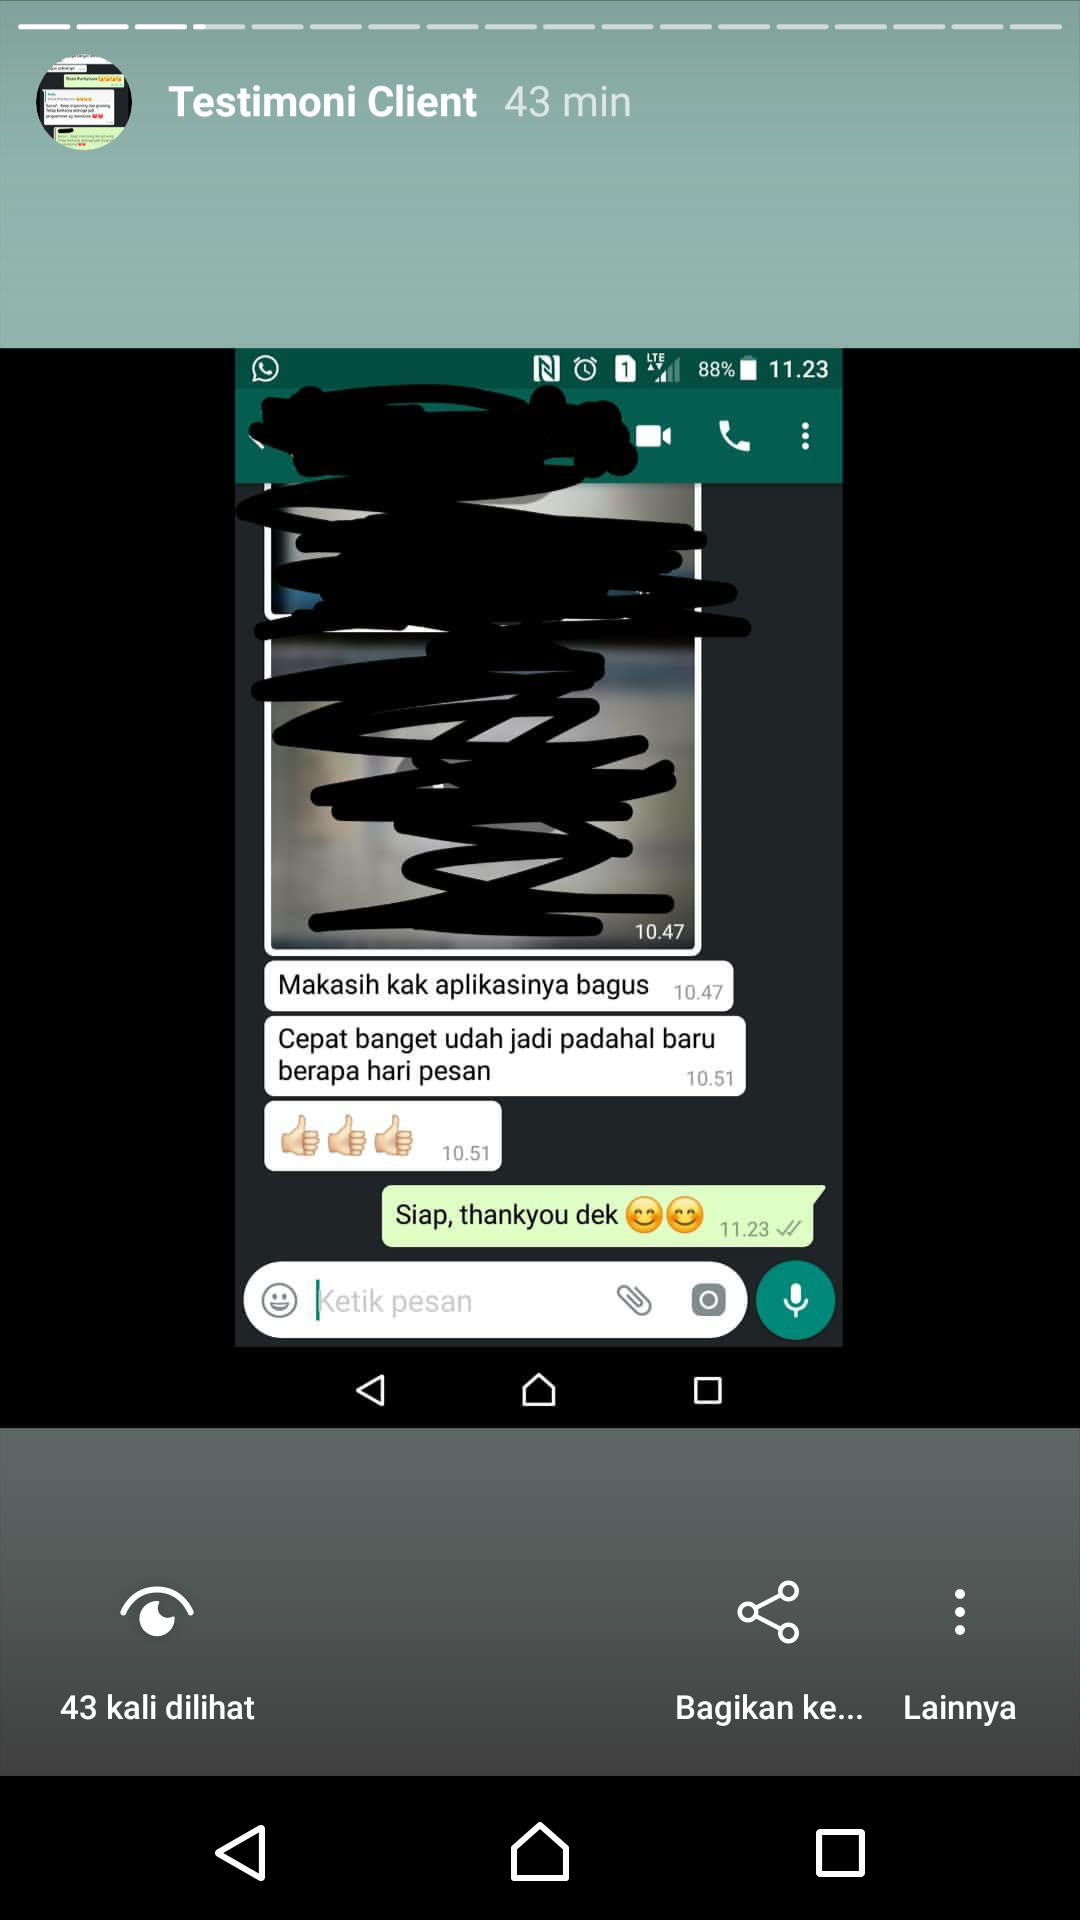 Testimoni Client 43 min
1 LTE 88% 11.23
10.47
Makasih kak aplikasinya bagus 10.47
Cepat banget udah jadi padahal baru
berapa hari pesan 10.51
👍🏻👍🏻👍🏻 10.51
Siap, thankyou dek 😊😊 11.23
Ketik pesan
43 kali dilihat
Bagikan ke...
Lainnya